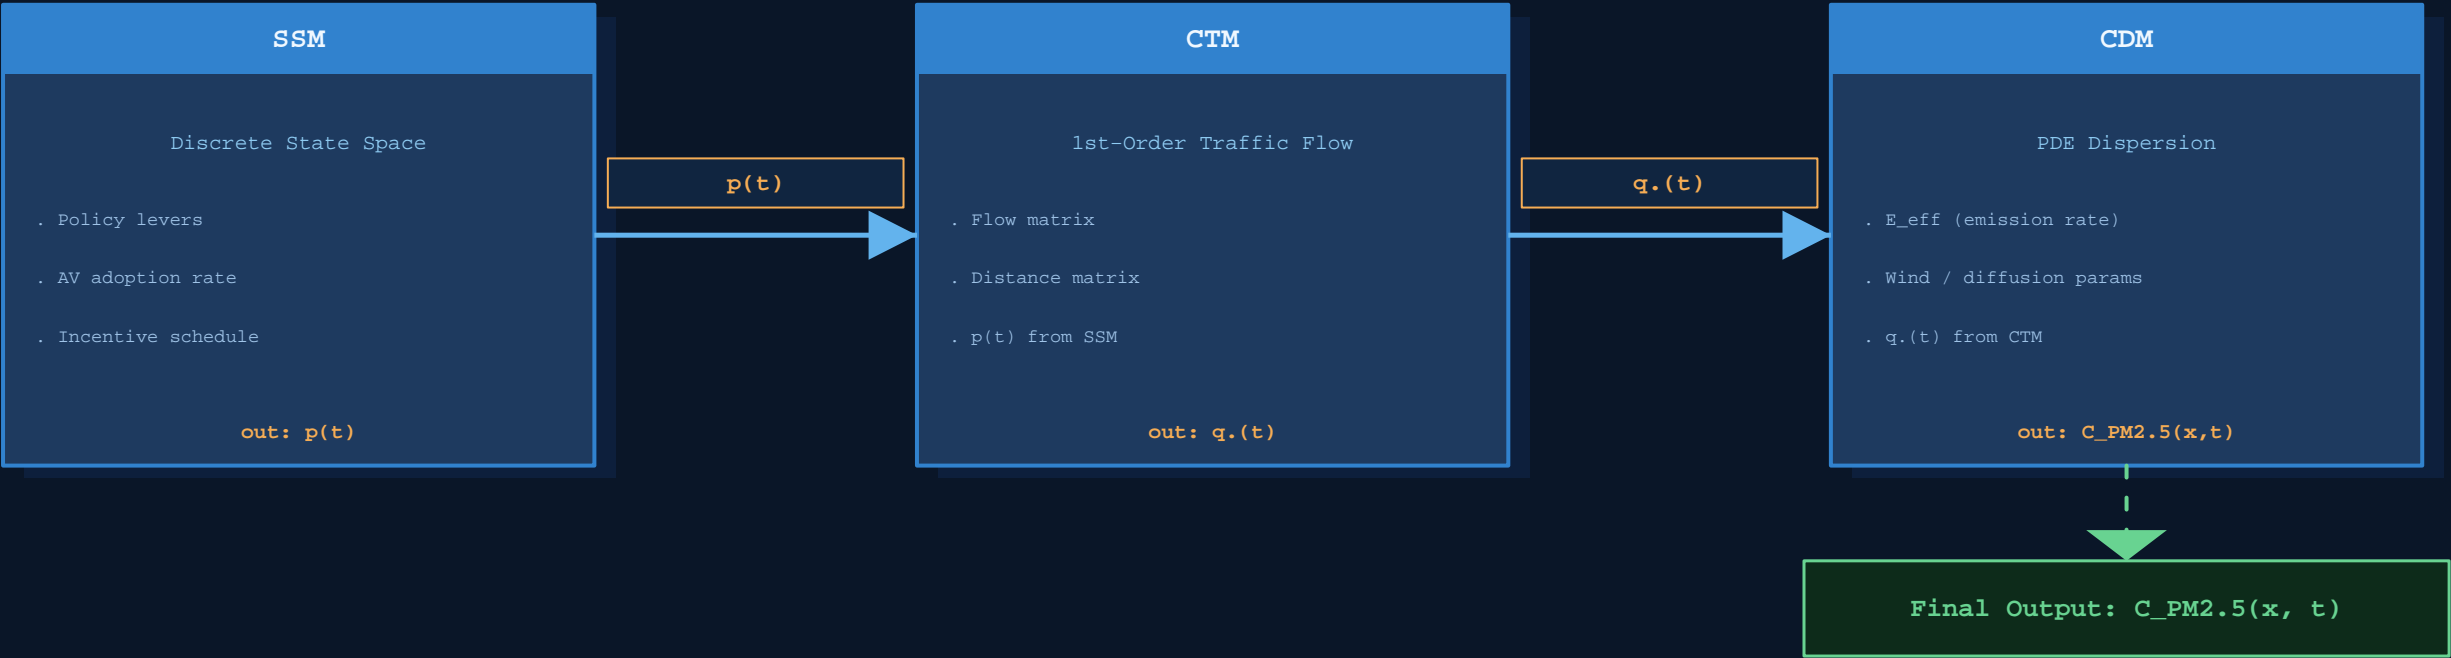 SSM
Discrete State Space
. Policy levers
. AV adoption rate
. Incentive schedule
out: p(t)
p(t)
CTM
1st-Order Traffic Flow
. Flow matrix
. Distance matrix
. p(t) from SSM
out: q.(t)
q.(t)
CDM
PDE Dispersion
. E_eff (emission rate)
. Wind / diffusion params
. q.(t) from CTM
out: C_PM2.5(x,t)
Final Output: C_PM2.5(x, t)